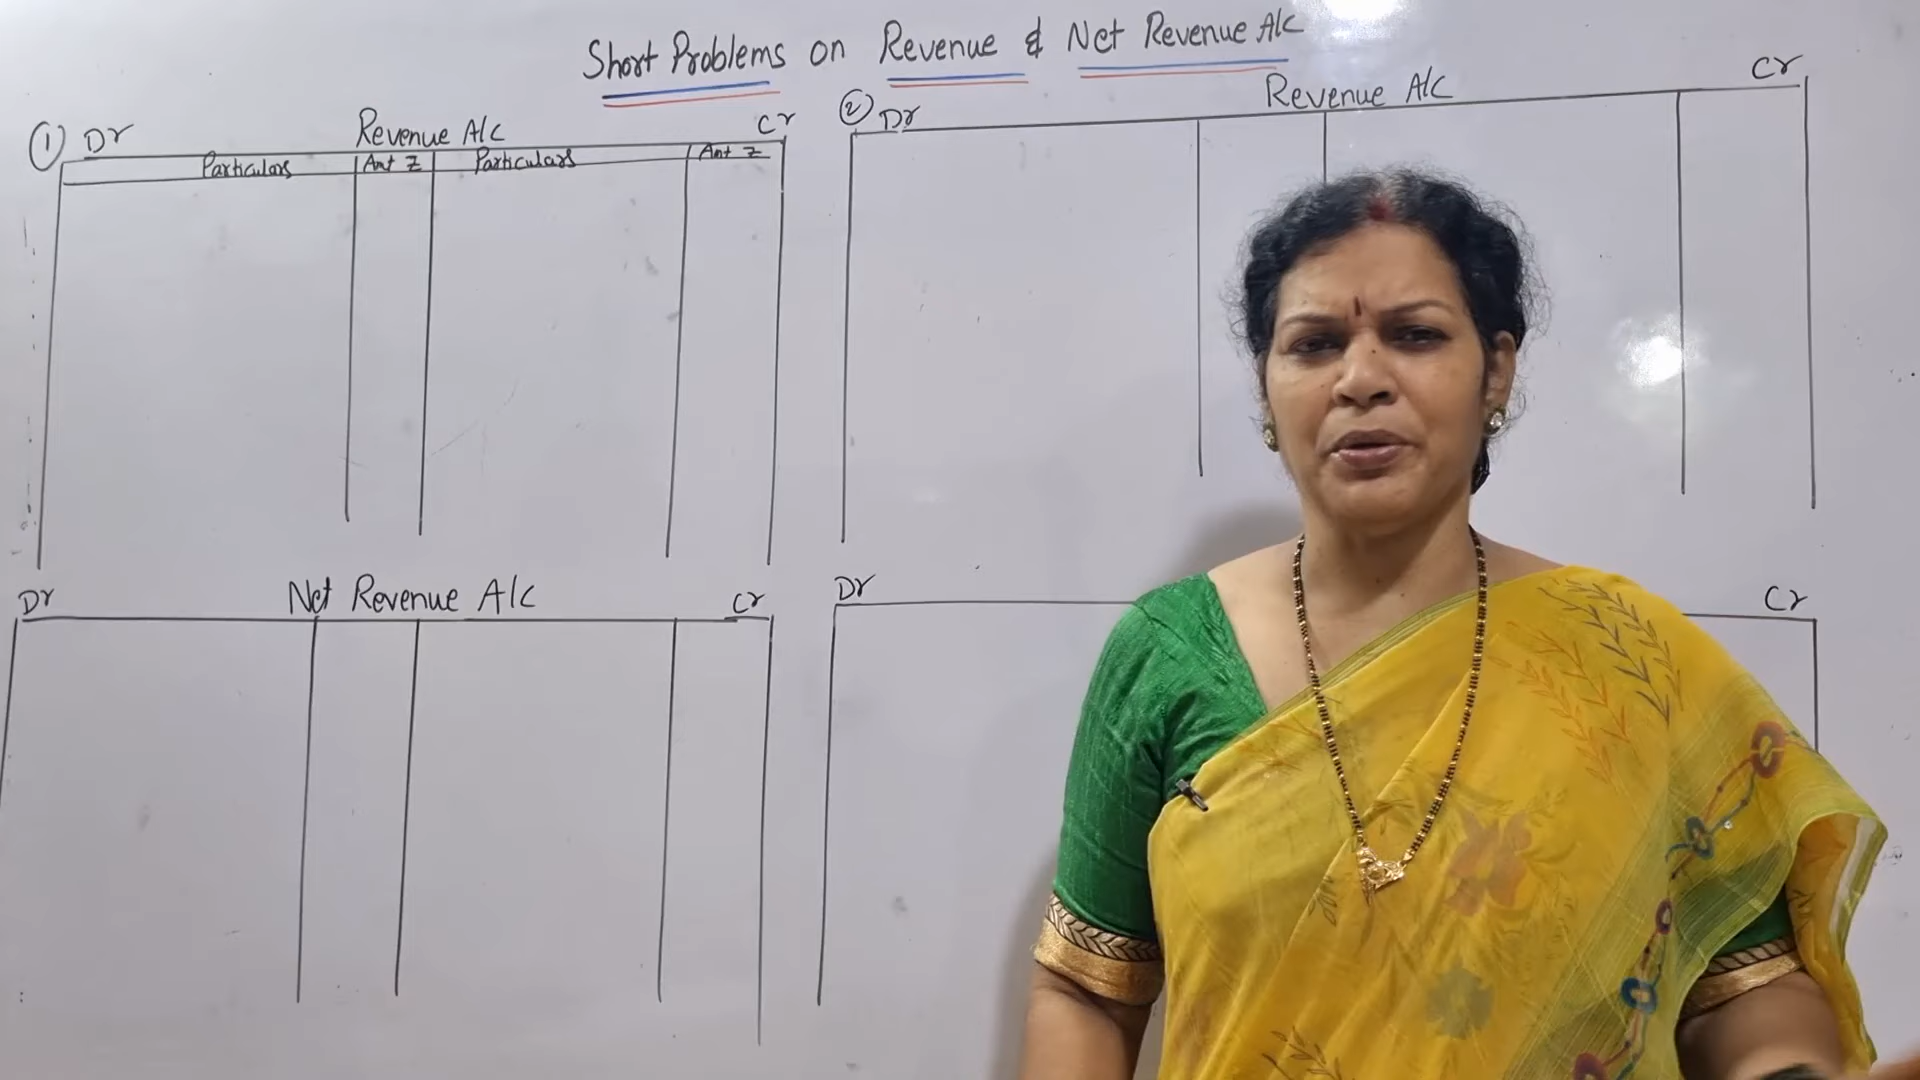 Short Problems on Revenue & Net Revenue A/c
① Dr Revenue A/c Cr
Particulars Amt ₹ Particulars Amt ₹
② Dr Revenue A/c Cr
Dr Net Revenue A/c Cr
Dr Cr